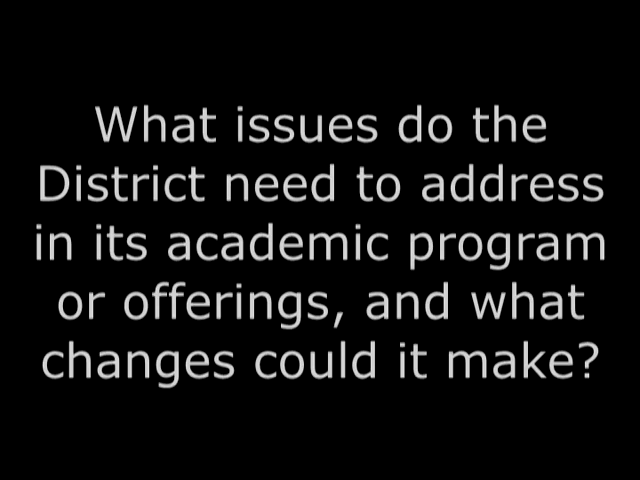 What issues do the
District need to address
in its academic program
or offerings, and what
changes could it make?